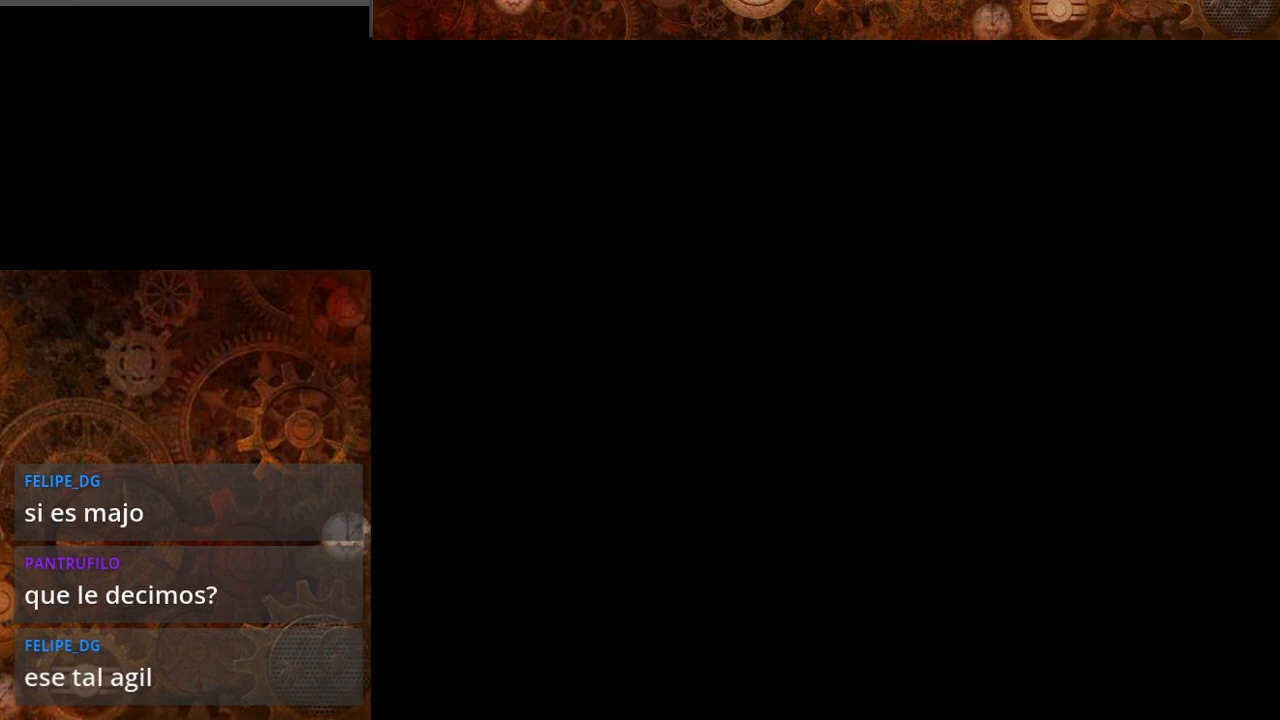 FELIPE_DG
si es majo
PANTRUFILO
que le decimos?
FELIPE_DG
ese tal agil